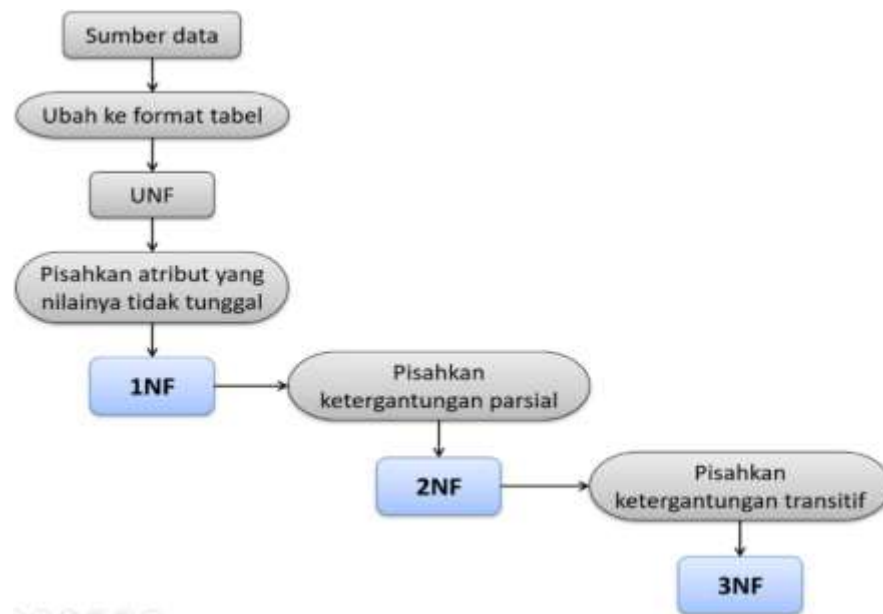 Sumber data
Ubah ke format tabel
UNF
Pisahkan atribut yang
nilainya tidak tunggal
1NF
Pisahkan
ketergantungan parsial
2NF
Pisahkan
ketergantungan transitif
3NF